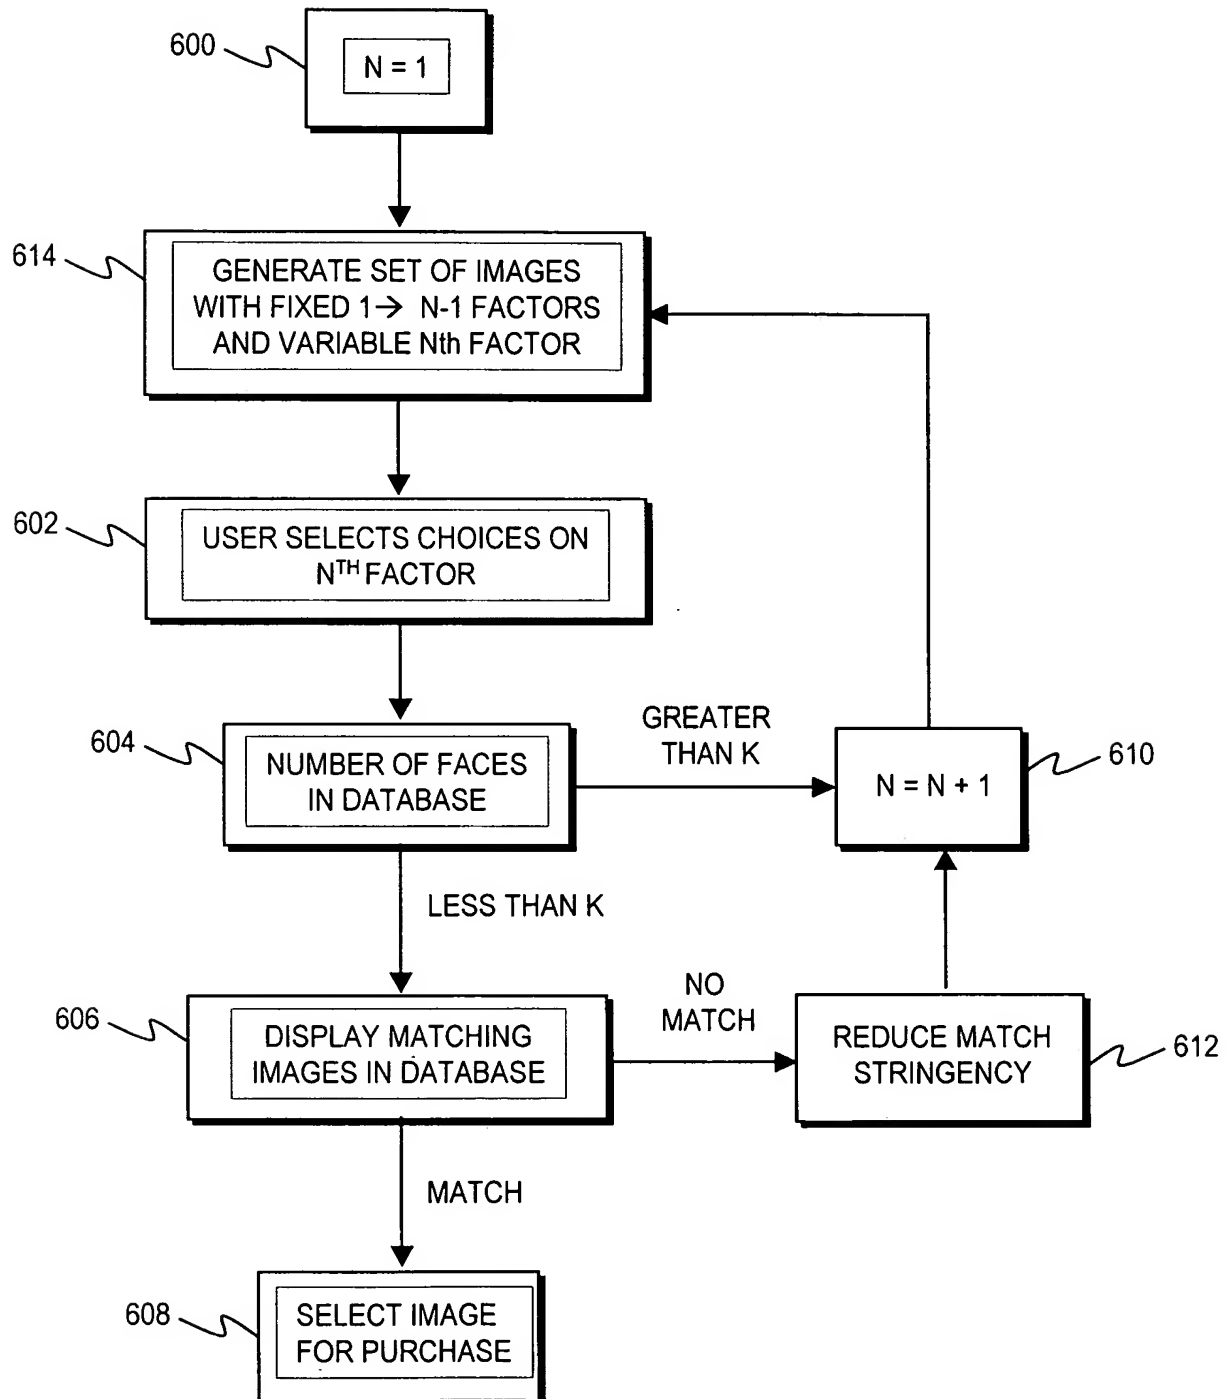 600
N = 1
614
GENERATE SET OF IMAGES
WITH FIXED 1→ N-1 FACTORS
AND VARIABLE Nth FACTOR
602
USER SELECTS CHOICES ON
NTH FACTOR
604
NUMBER OF FACES
IN DATABASE
GREATER
THAN K
N = N + 1
610
LESS THAN K
606
DISPLAY MATCHING
IMAGES IN DATABASE
NO
MATCH
REDUCE MATCH
STRINGENCY
612
MATCH
608
SELECT IMAGE
FOR PURCHASE